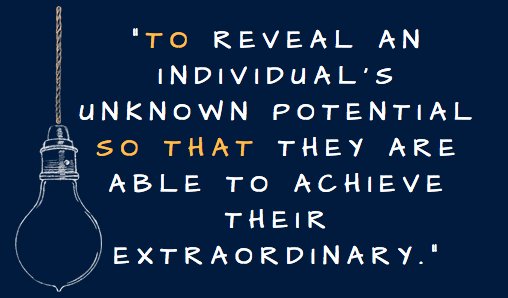 "TO REVEAL AN
INDIVIDUAL'S
UNKNOWN POTENTIAL
SO THAT THEY ARE
ABLE TO ACHIEVE
THEIR
EXTRAORDINARY."